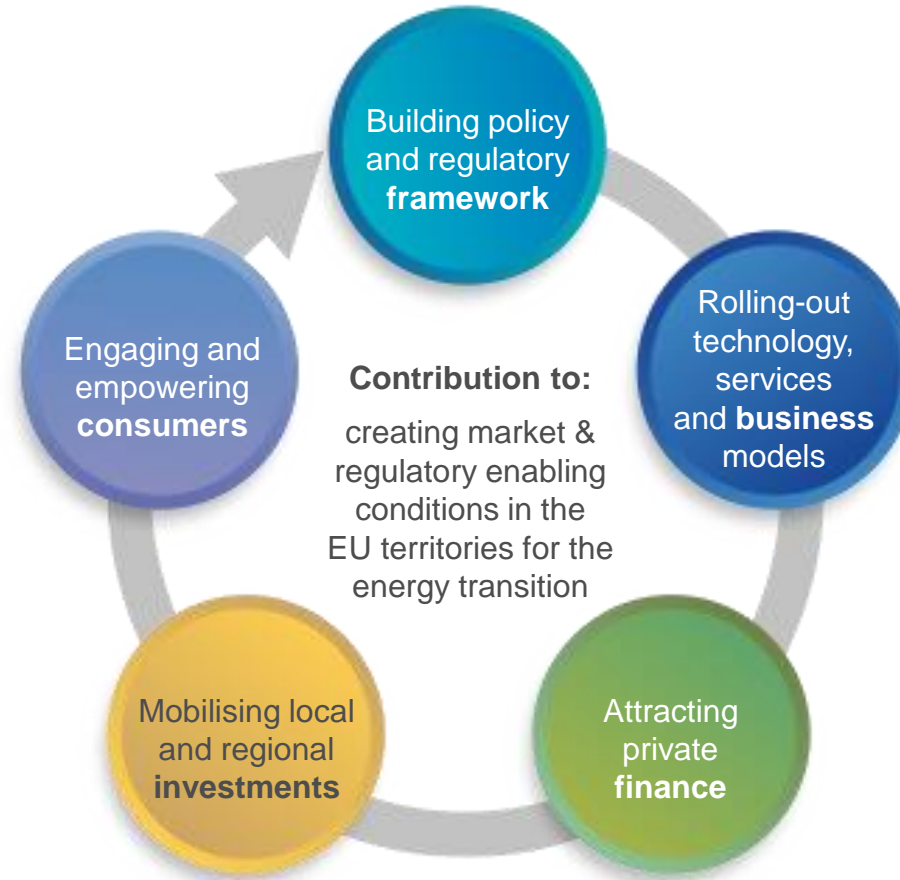 Building policy
and regulatory
framework
Rolling-out
technology,
services
and business
models
Attracting
private
finance
Mobilising local
and regional
investments
Engaging and
empowering
consumers
Contribution to:
creating market &
regulatory enabling
conditions in the
EU territories for the
energy transition